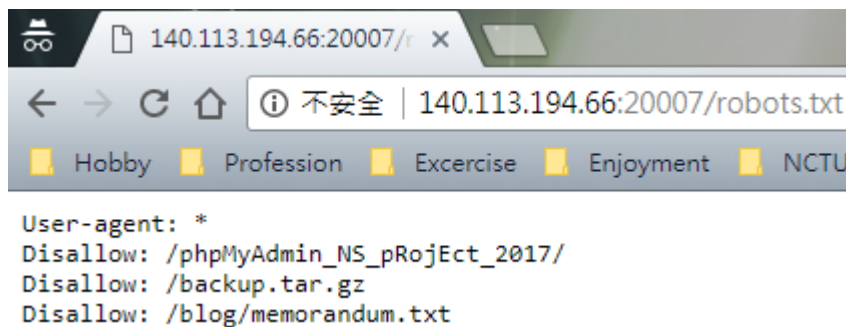 140.113.194.66:20007/r
不安全 | 140.113.194.66:20007/robots.txt
Hobby Profession Excercise Enjoyment NCTU
User-agent: *
Disallow: /phpMyAdmin_NS_pRojEct_2017/
Disallow: /backup.tar.gz
Disallow: /blog/memorandum.txt